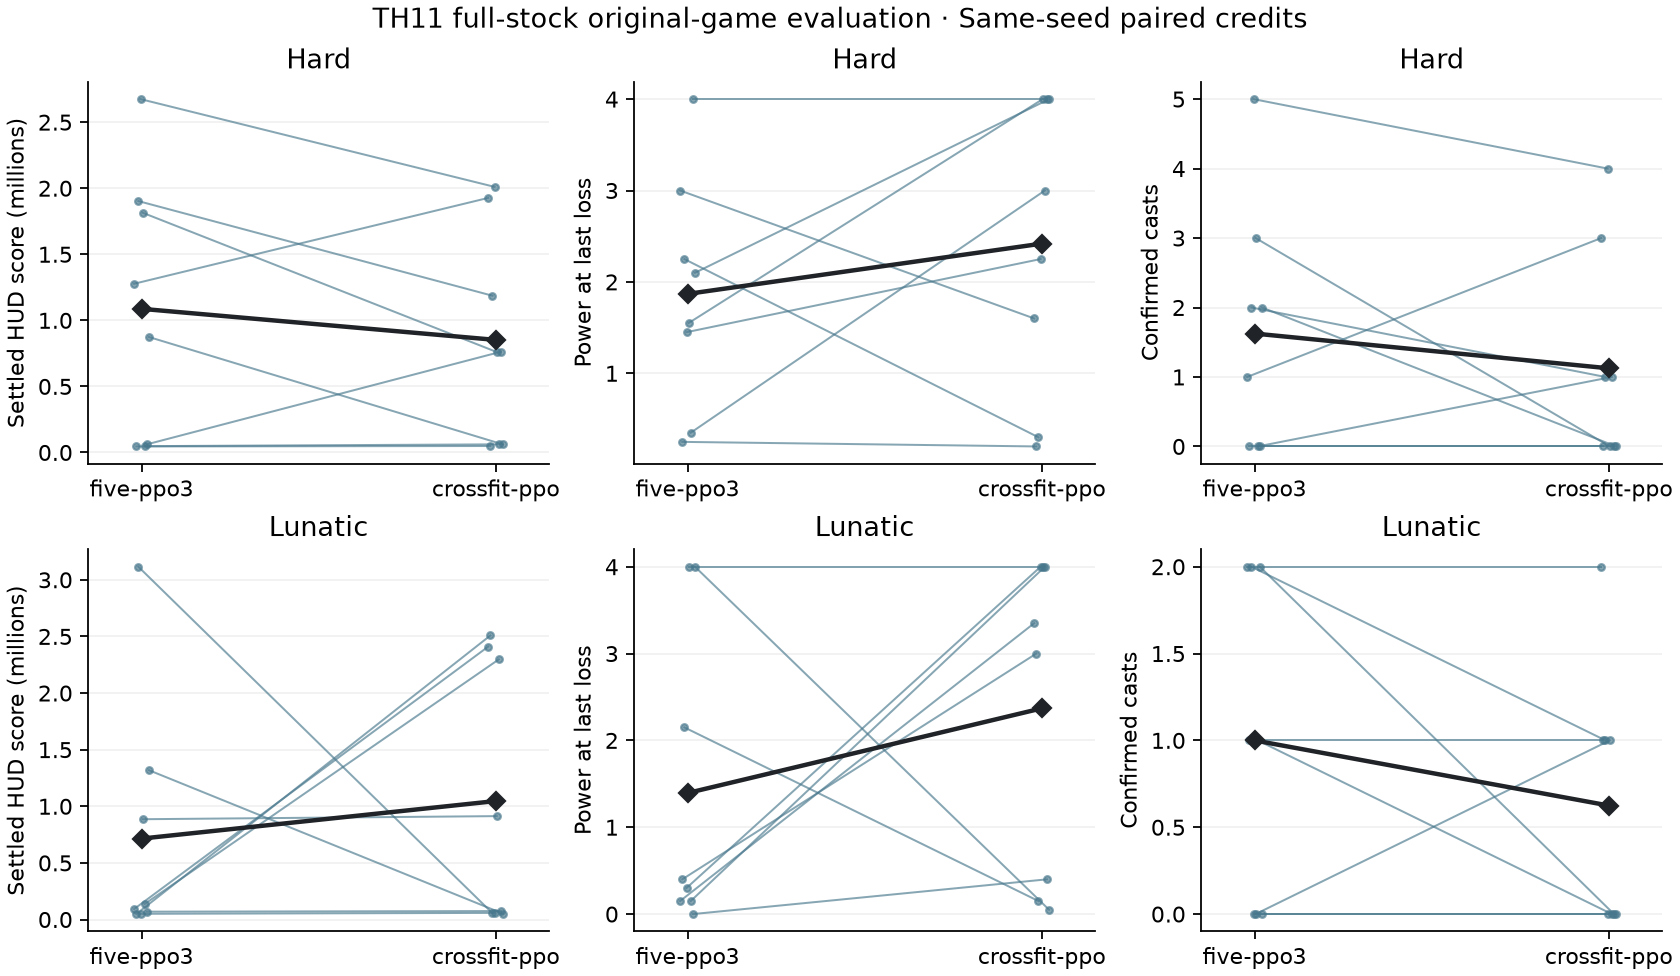 TH11 full-stock original-game evaluation · Same-seed paired credits
Hard
Hard
Hard
Settled HUD score (millions)
2.5
2.0
1.5
1.0
0.5
0.0
five-ppo3
crossfit-ppo
Power at last loss
4
3
2
1
five-ppo3
crossfit-ppo
Confirmed casts
5
4
3
2
1
0
five-ppo3
crossfit-ppo
Lunatic
Lunatic
Lunatic
Settled HUD score (millions)
3.0
2.5
2.0
1.5
1.0
0.5
0.0
five-ppo3
crossfit-ppo
Power at last loss
4
3
2
1
0
five-ppo3
crossfit-ppo
Confirmed casts
2.0
1.5
1.0
0.5
0.0
five-ppo3
crossfit-ppo